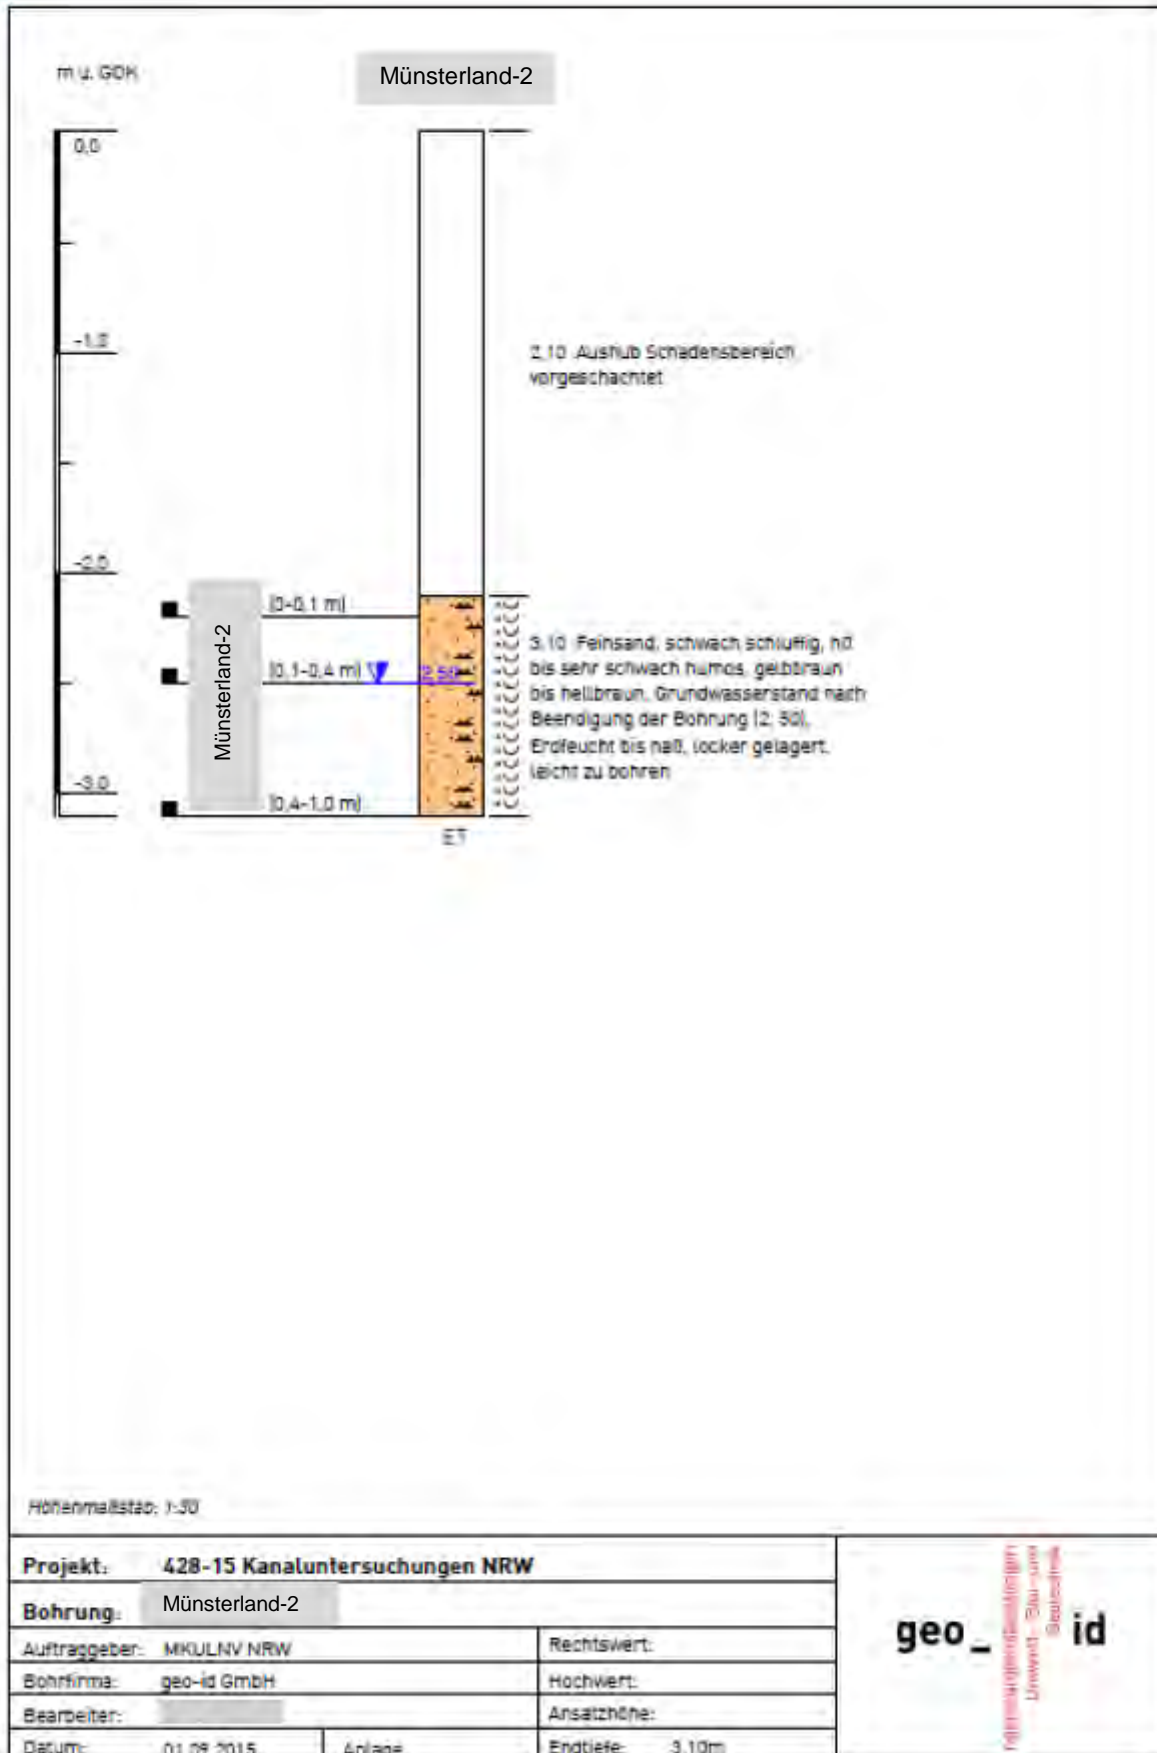 m u. GOK
Münsterland-2
0,0
-1,0
2,10 Aushub Schadensbereich
vorgeschachtet
-2,0
(0-0,1 m)
Münsterland-2
3,10 Feinsand, schwach schluffig,
bis sehr schwach humos, gelbbraun
(0,1-0,4 m)
2,50
bis hellbraun, Grundwasserstand nach
Beendigung der Bohrung (2, 50),
Erdfeucht bis naß, locker gelagert,
leicht zu bohren
-3,0
(0,4-1,0 m)
ET
Höhenmaßstab: 1:30
Projekt: 428-15 Kanaluntersuchungen NRW
Bohrung: Münsterland-2
Auftraggeber: MKULNV NRW
Rechtswert:
Bohrfirma: geo-id GmbH
Hochwert:
Bearbeiter:
Ansatzhöhe:
Datum: 2015
Anlage
Endtiefe: 3,10m
geo_ id
Umwelt-, Bau- und
Geotechnik